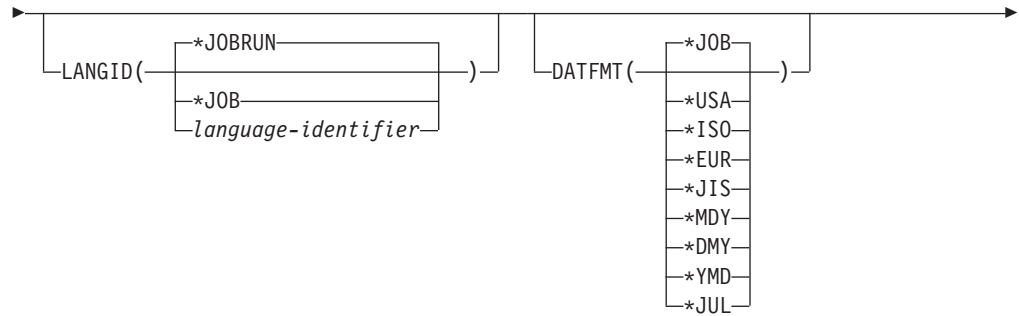 *JOBRUN
LANGID( )
*JOB
language-identifier
*JOB
DATFMT( )
*USA
*ISO
*EUR
*JIS
*MDY
*DMY
*YMD
*JUL